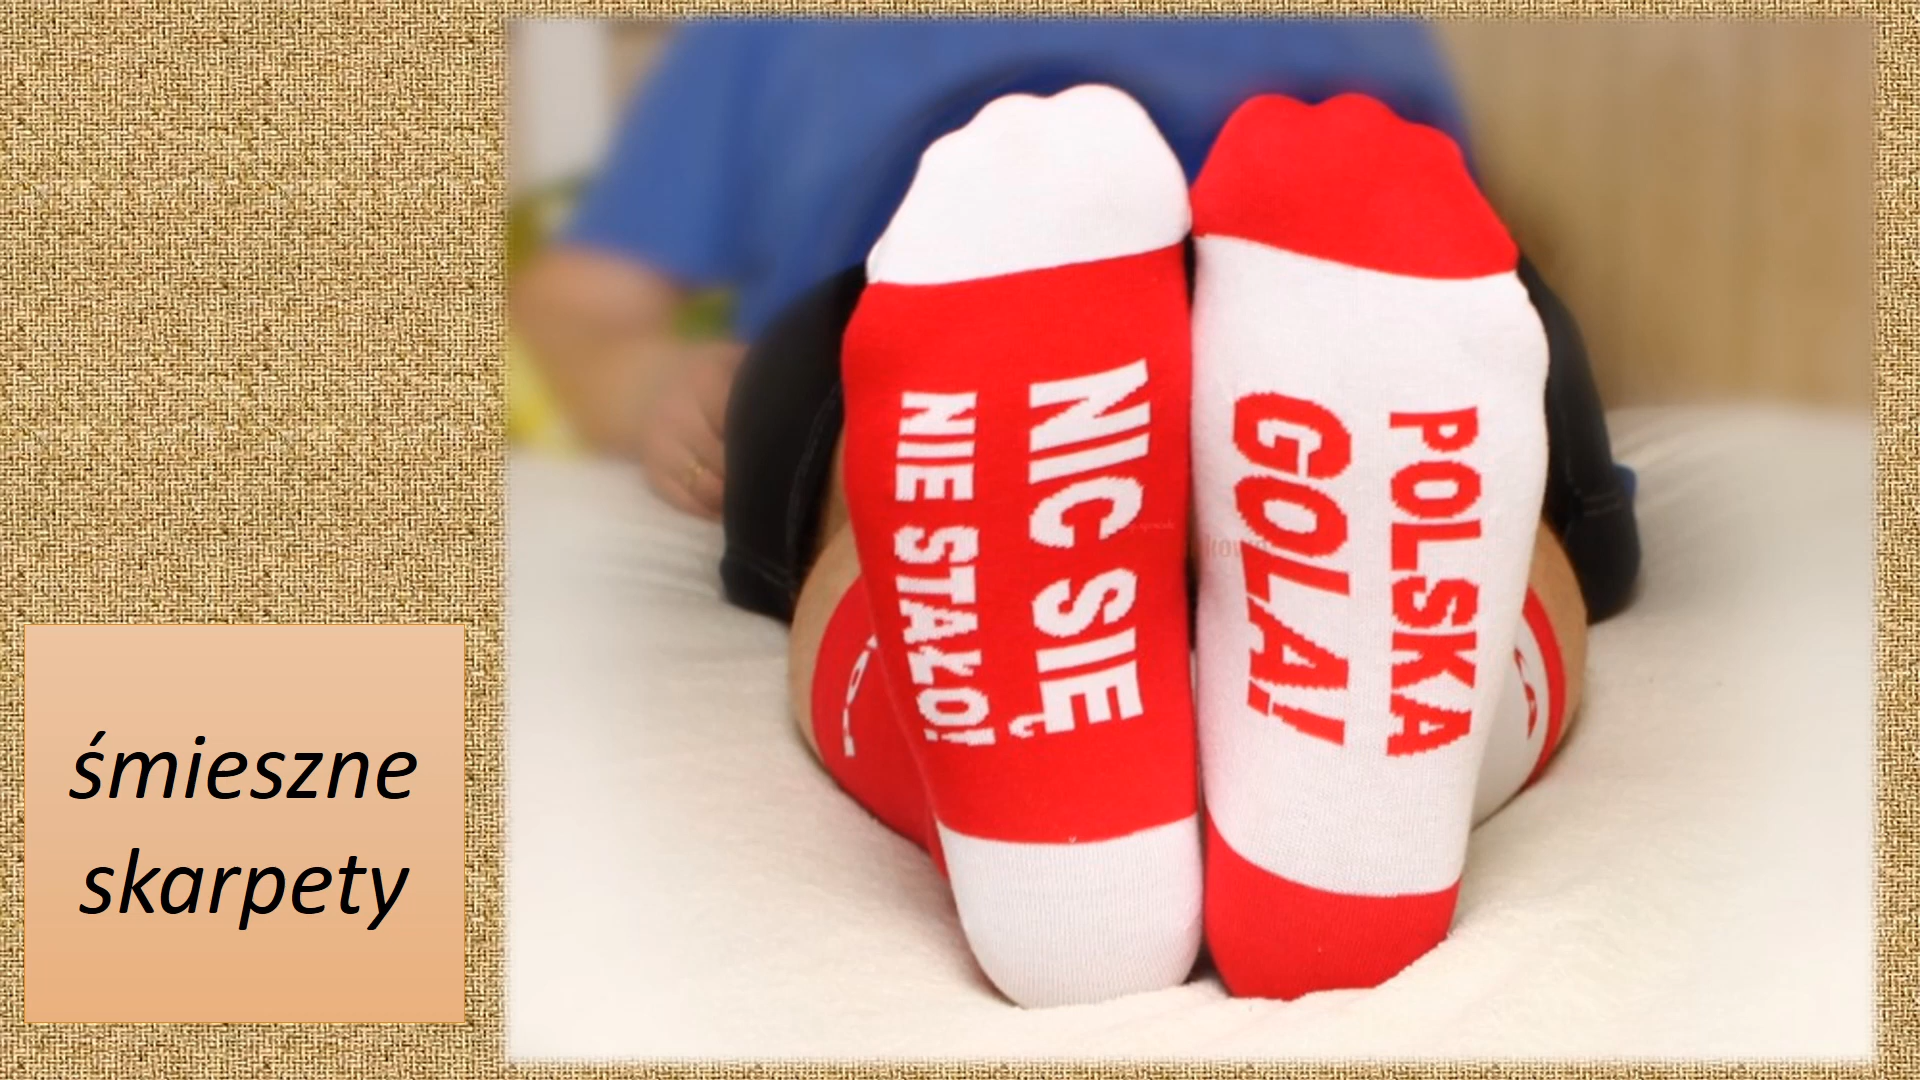 śmieszne
skarpety
NIC SIĘ
NIE STAŁO!
POLSKA
GOLA!